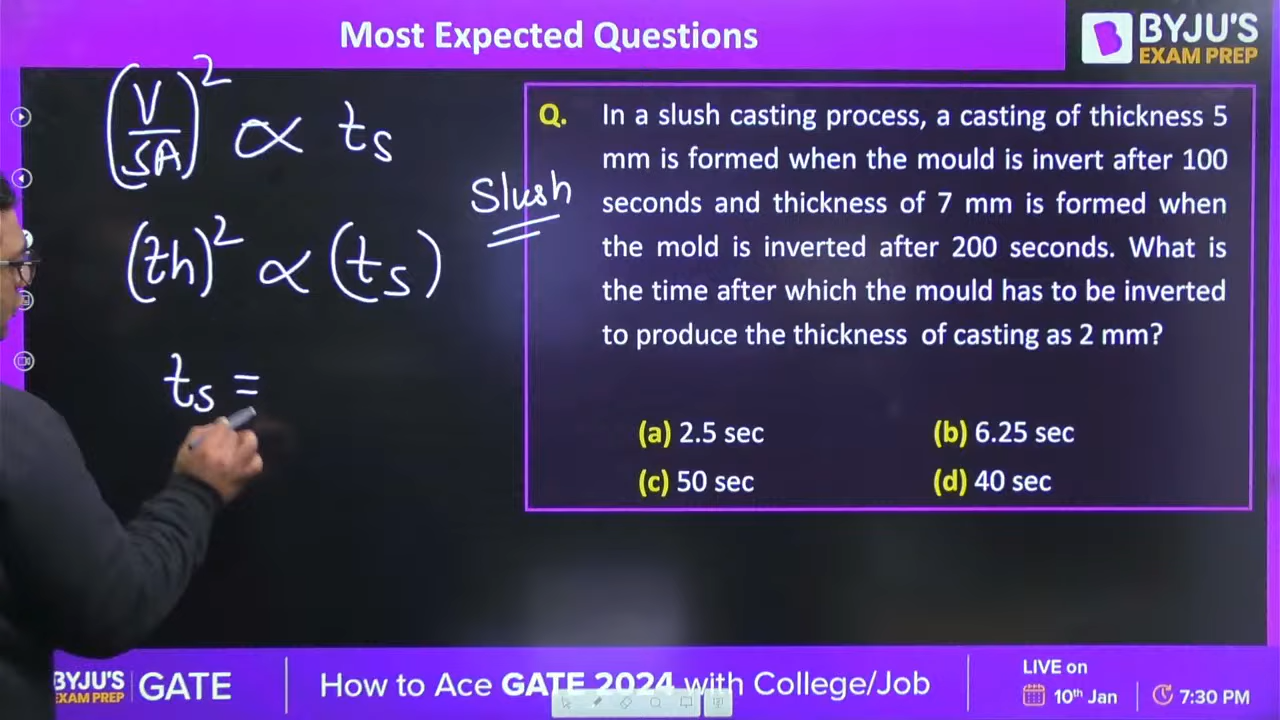 Most Expected Questions
BYJU'S
EXAM PREP
(V/SA)² ∝ ts
Slush
(th)² ∝ (ts)
ts =
Q. In a slush casting process, a casting of thickness 5
mm is formed when the mould is invert after 100
seconds and thickness of 7 mm is formed when
the mold is inverted after 200 seconds. What is
the time after which the mould has to be inverted
to produce the thickness of casting as 2 mm?
(a) 2.5 sec
(b) 6.25 sec
(c) 50 sec
(d) 40 sec
BYJU'S
EXAM PREP
GATE
How to Ace GATE 2024 with College/Job
LIVE on
10th Jan
7:30 PM